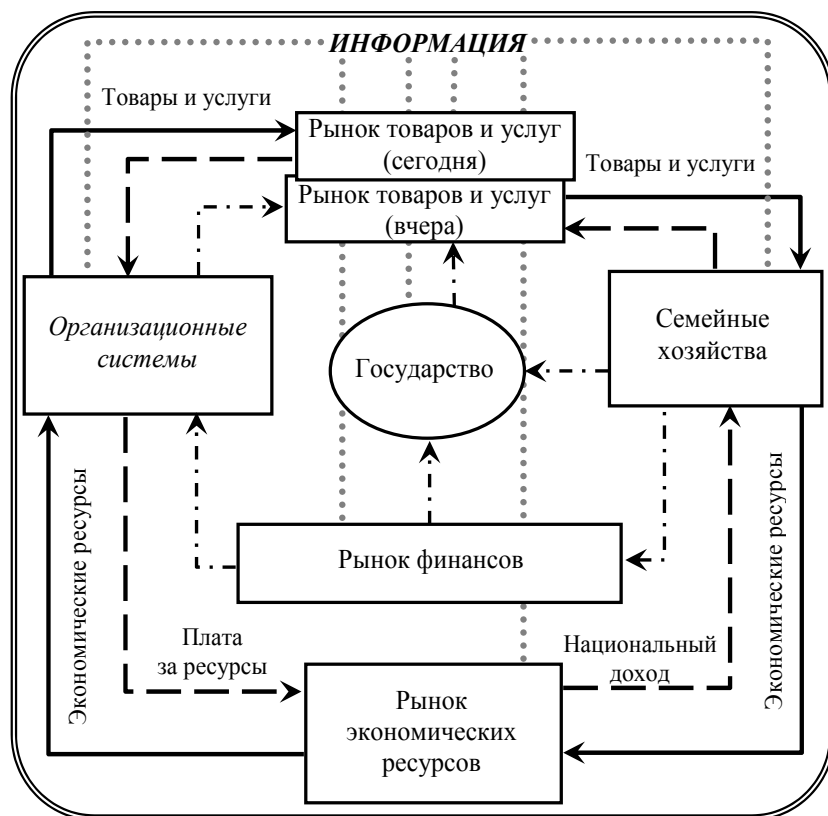 ИНФОРМАЦИЯ
Товары и услуги
Рынок товаров и услуг
(сегодня)
Товары и услуги
Рынок товаров и услуг
(вчера)
Организационные
системы
Семейные
хозяйства
Государство
Экономические ресурсы
Рынок финансов
Экономические ресурсы
Плата
за ресурсы
Национальный
доход
Рынок
экономических
ресурсов